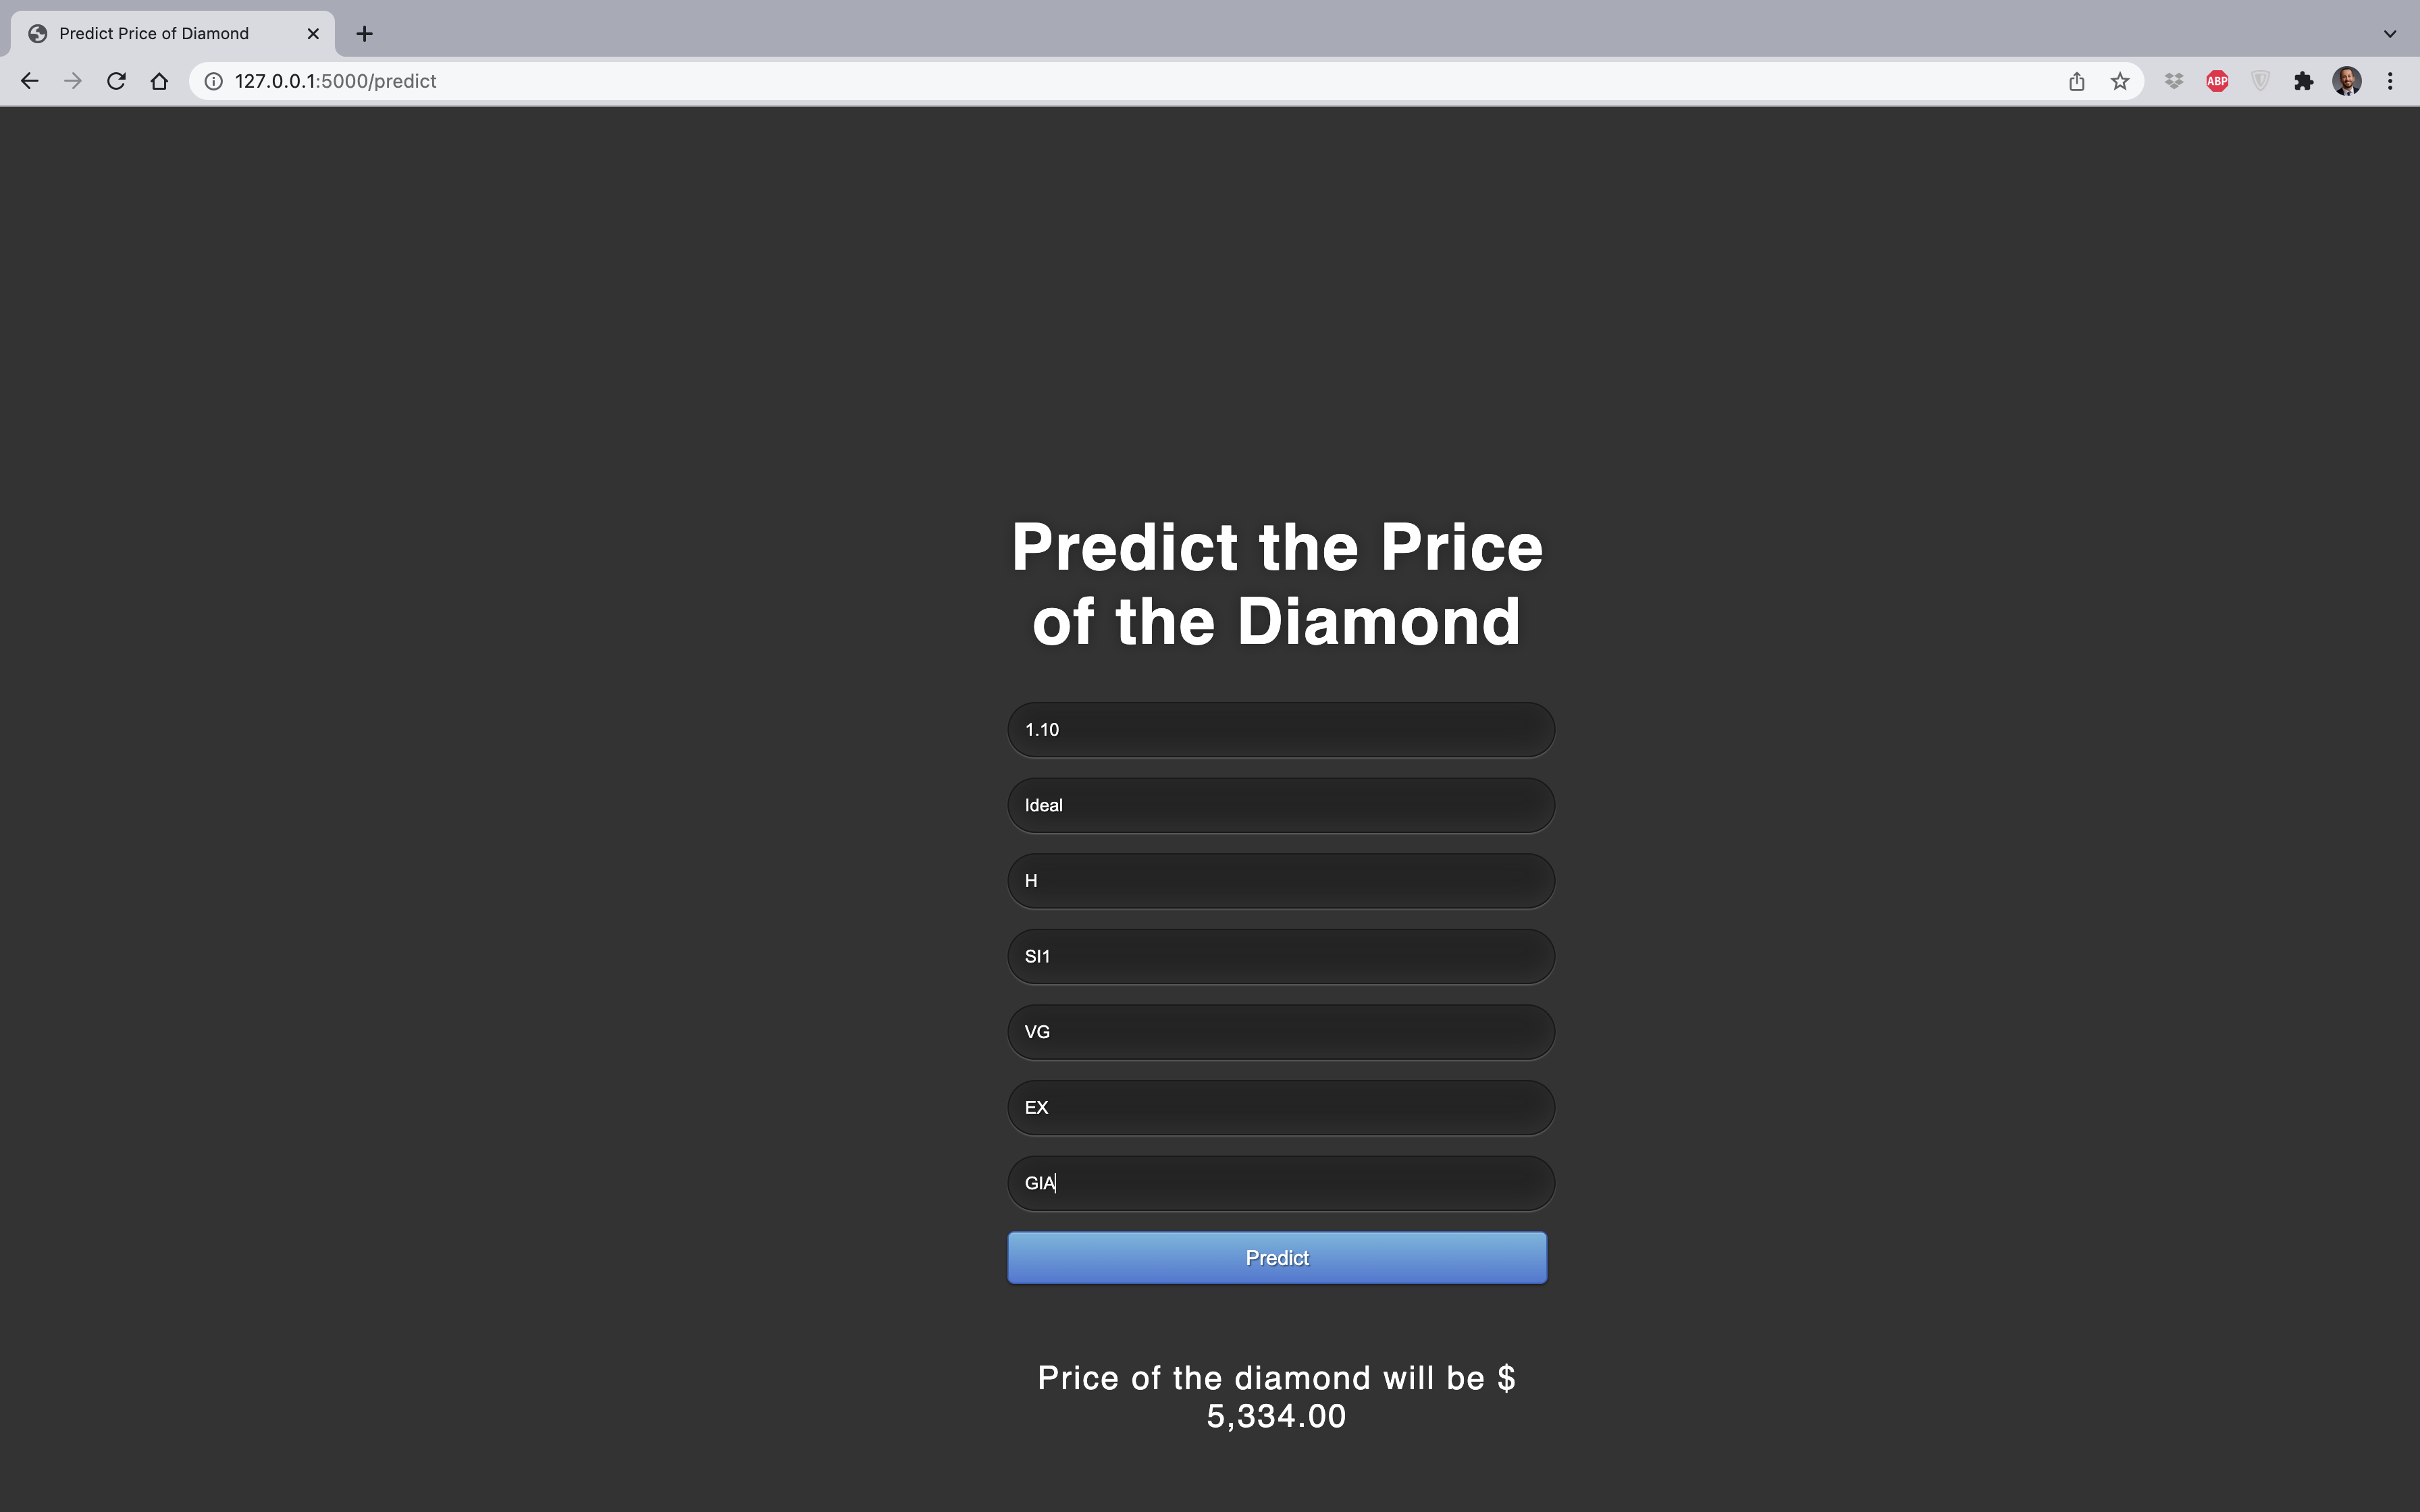 Predict Price of Diamond
127.0.0.1:5000/predict
ABP
Predict the Price
of the Diamond
1.10
Ideal
H
SI1
VG
EX
GIA
Predict
Price of the diamond will be $
5,334.00